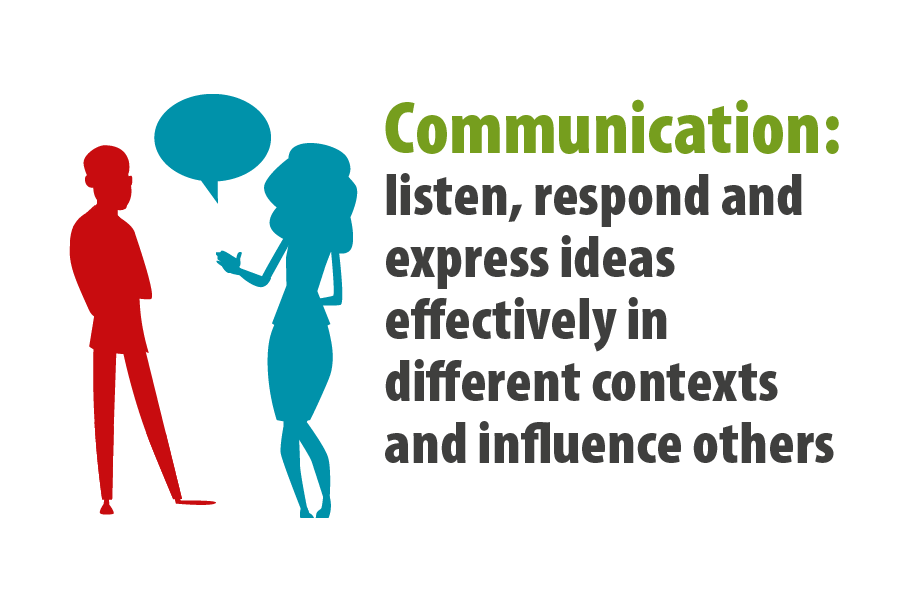 Communication:
listen, respond and
express ideas
effectively in
different contexts
and influence others